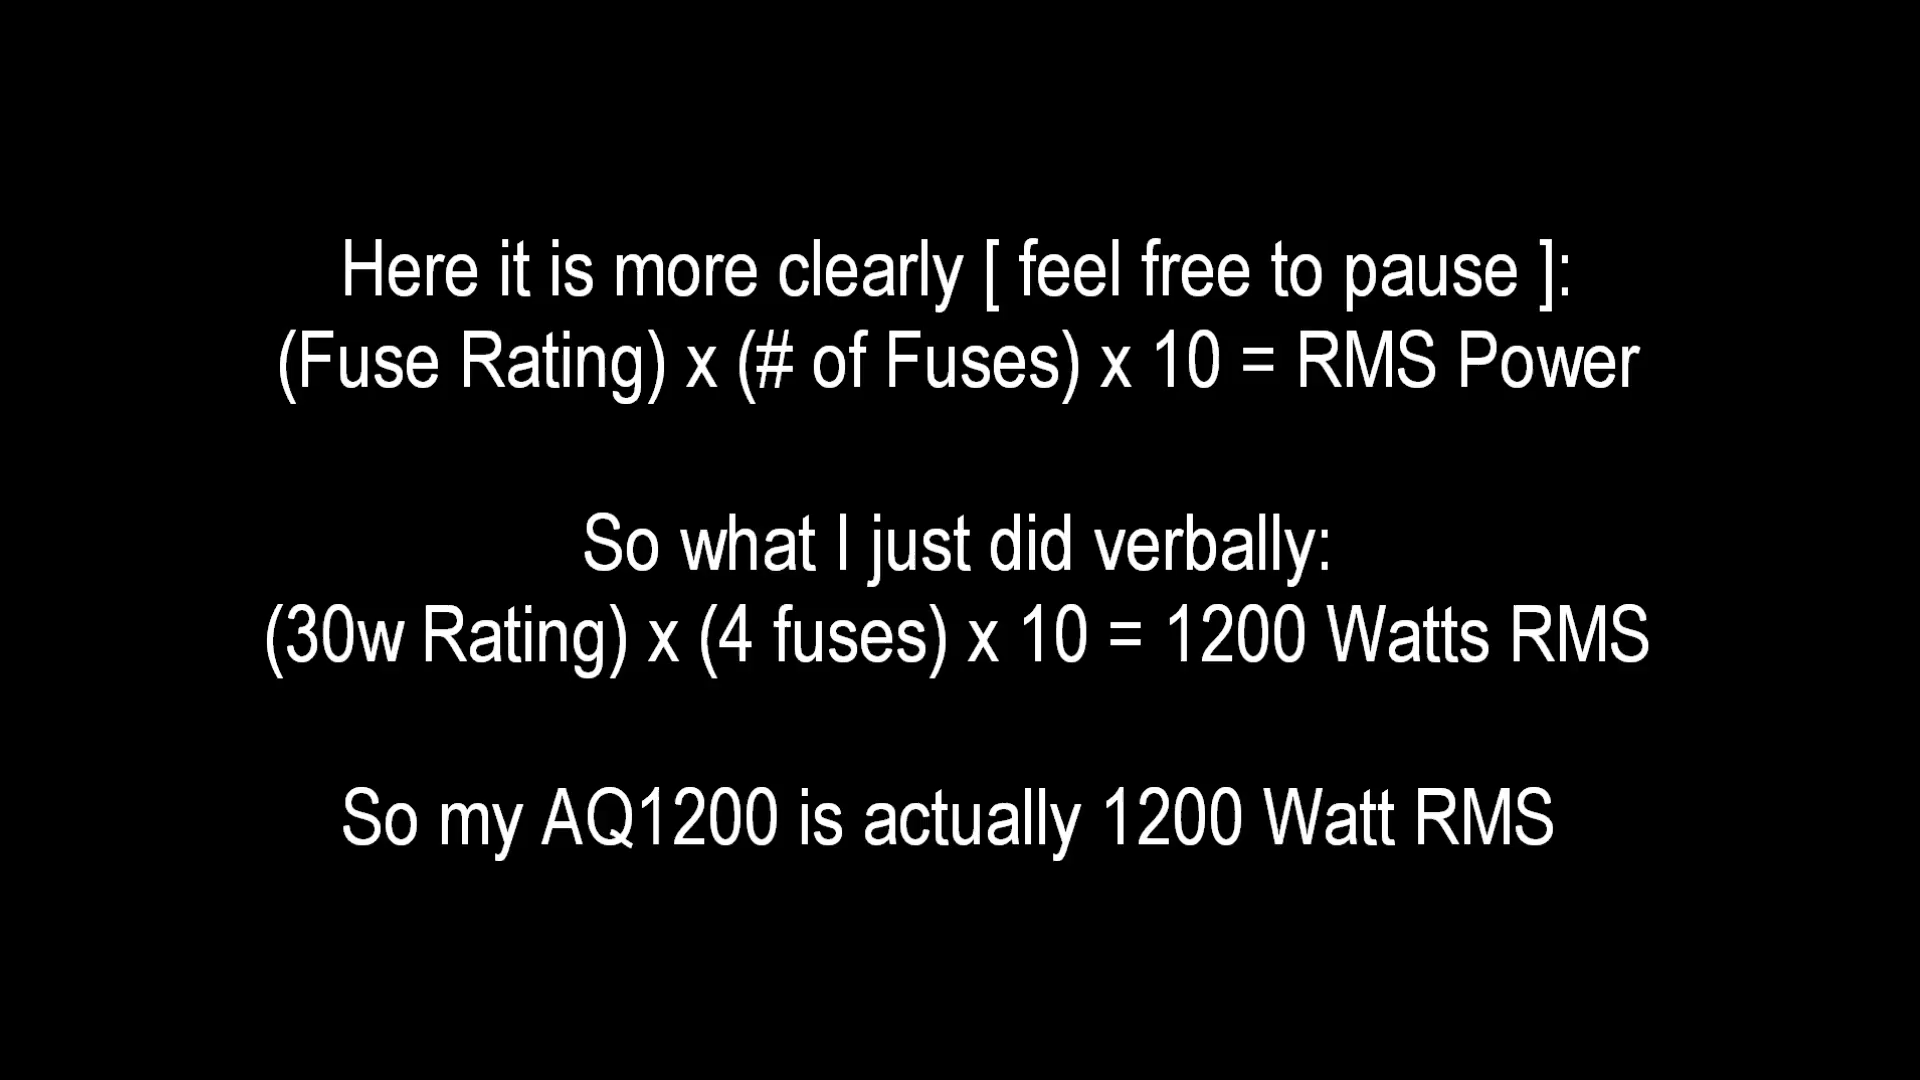 Here it is more clearly [ feel free to pause ]:
(Fuse Rating) x (# of Fuses) x 10 = RMS Power
So what I just did verbally:
(30w Rating) x (4 fuses) x 10 = 1200 Watts RMS
So my AQ1200 is actually 1200 Watt RMS